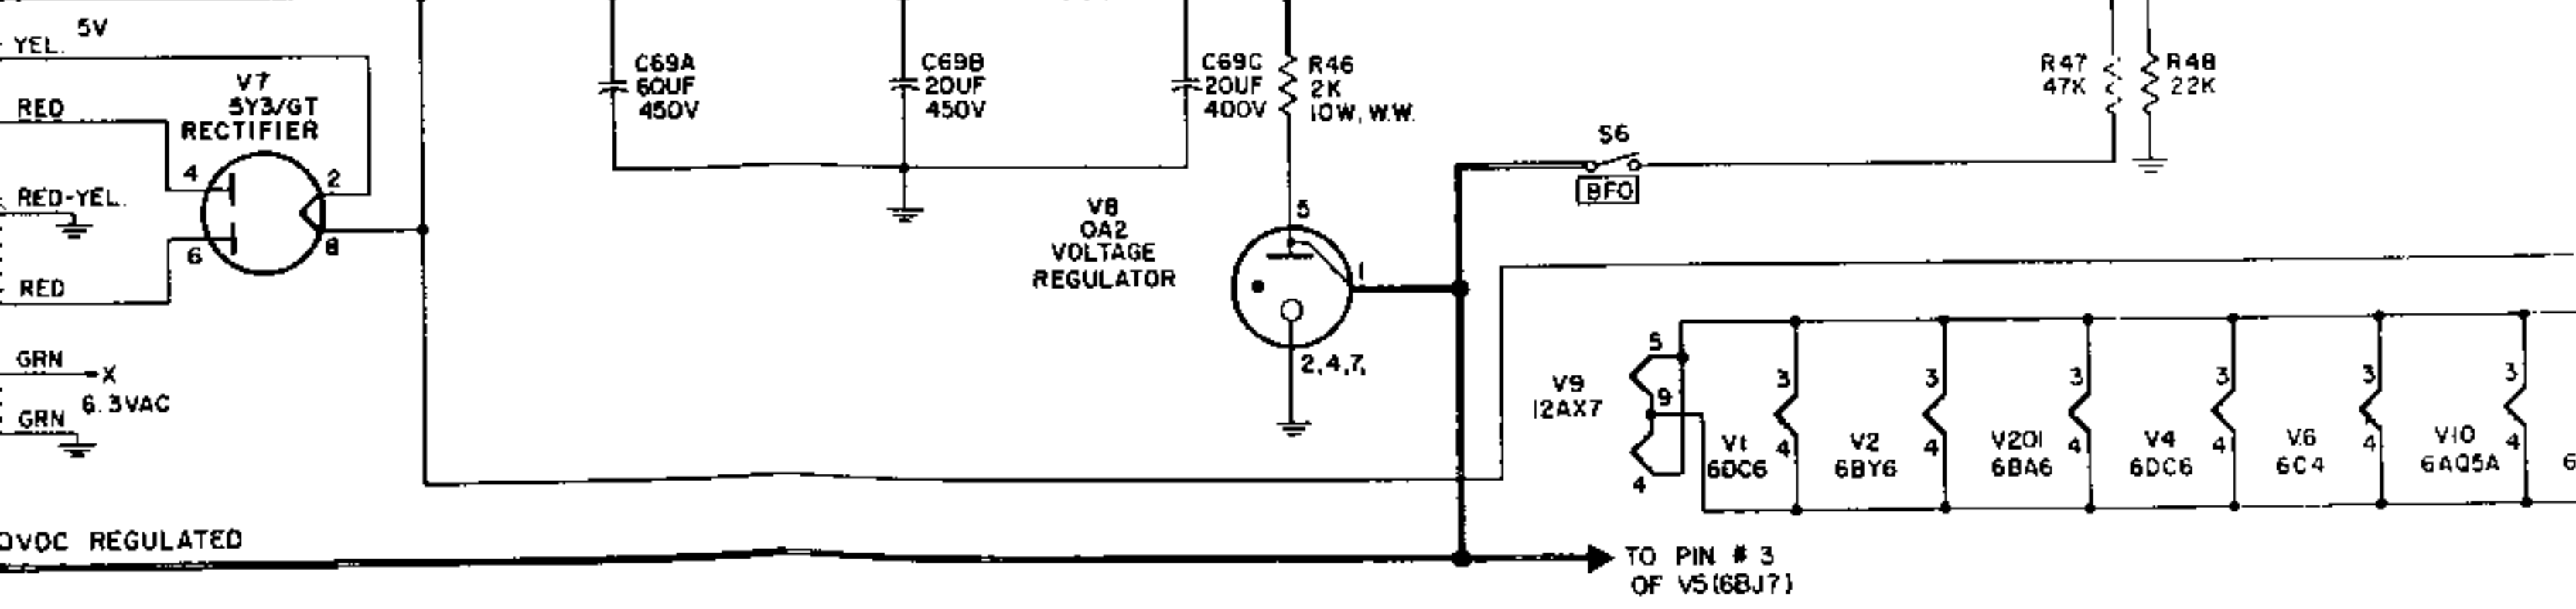 5V
YEL.
V7
5Y3/GT
RECTIFIER
RED
4
2
RED-YEL.
6
8
RED
GRN
X
6.3VAC
GRN
C69A
60UF
450V
C69B
20UF
450V
C69C
20UF
400V
R46
2K
10W, W.W.
S6
BFO
R47
47K
R48
22K
V8
OA2
VOLTAGE
REGULATOR
5
1
2,4,7,
V9
12AX7
5
9
4
3
4
V1
6DC6
3
4
V2
6BY6
3
4
V201
6BA6
3
4
V4
6DC6
3
4
V6
6C4
3
4
V10
6AQ5A
6
0VDC REGULATED
TO PIN # 3
OF V5(6BJ7)